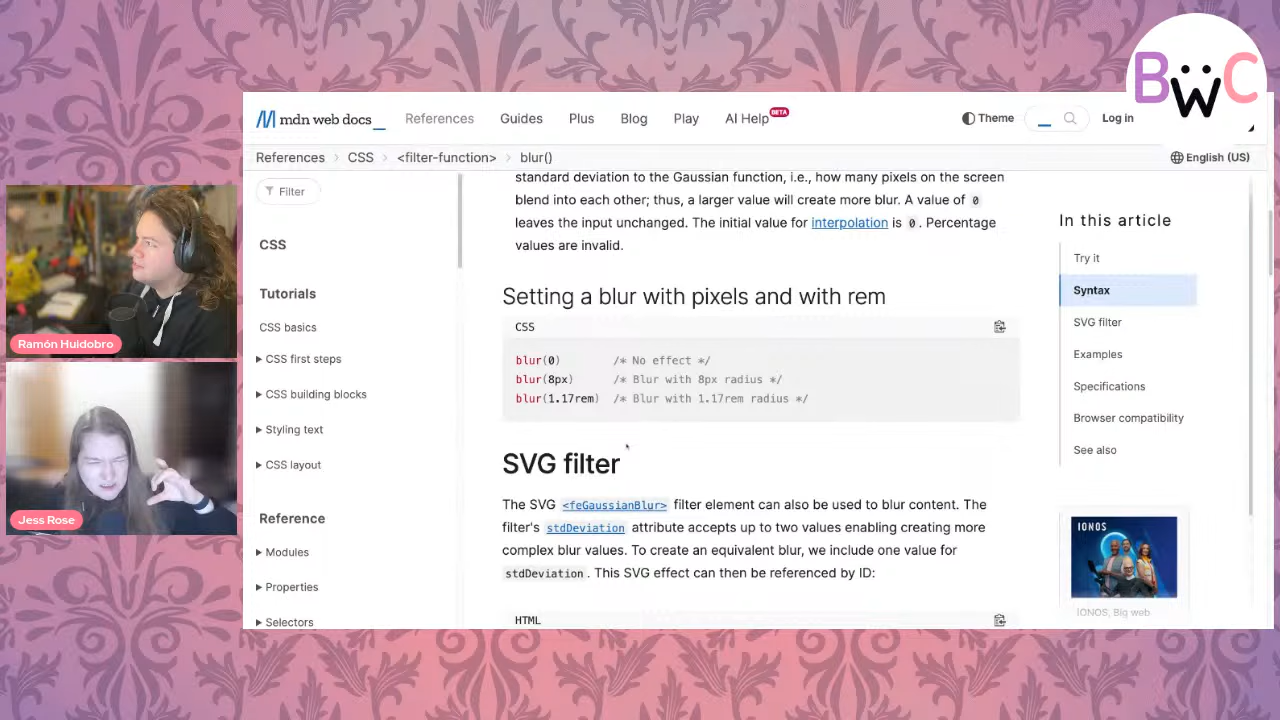 BwC
mdn web docs_
References
Guides
Plus
Blog
Play
AI Help BETA
Theme
Log in
References > CSS > <filter-function> > blur()
English (US)
Filter
CSS
Tutorials
CSS basics
CSS first steps
CSS building blocks
Styling text
CSS layout
Reference
Modules
Properties
Selectors
standard deviation to the Gaussian function, i.e., how many pixels on the screen
blend into each other; thus, a larger value will create more blur. A value of 0
leaves the input unchanged. The initial value for interpolation is 0. Percentage
values are invalid.
Setting a blur with pixels and with rem
CSS
blur(0) /* No effect */
blur(8px) /* Blur with 8px radius */
blur(1.17rem) /* Blur with 1.17rem radius */
SVG filter
The SVG <feGaussianBlur> filter element can also be used to blur content. The
filter's stdDeviation attribute accepts up to two values enabling creating more
complex blur values. To create an equivalent blur, we include one value for
stdDeviation. This SVG effect can then be referenced by ID:
HTML
In this article
Try it
Syntax
SVG filter
Examples
Specifications
Browser compatibility
See also
IONOS
IONOS, Big web
Ramón Huidobro
Jess Rose